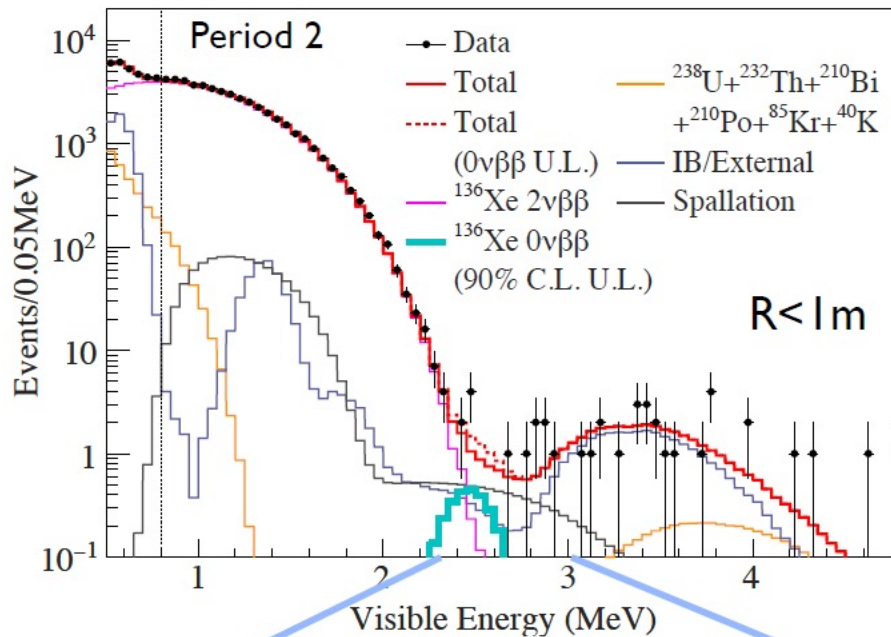 Period 2
Data
Total
Total
(0νββ U.L.)
¹³⁶Xe 2νββ
¹³⁶Xe 0νββ
(90% C.L. U.L.)
²³⁸U+²³²Th+²¹⁰Bi
+²¹⁰Po+⁸⁵Kr+⁴⁰K
IB/External
Spallation
R<1m
Events/0.05MeV
10⁴
10³
10²
10
1
10⁻¹
1
2
3
4
Visible Energy (MeV)